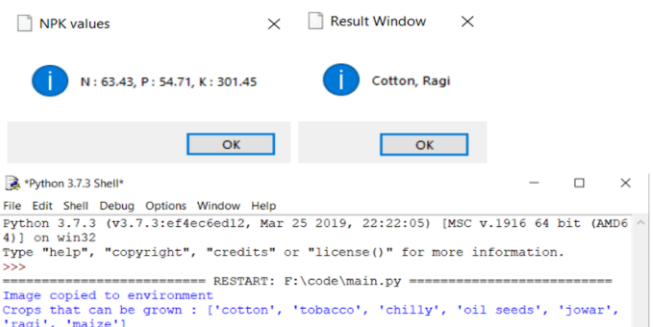 NPK values
N : 63.43, P : 54.71, K : 301.45
OK
Result Window
Cotton, Ragi
OK
*Python 3.7.3 Shell*
File Edit Shell Debug Options Window Help
Python 3.7.3 (v3.7.3:ef4ec6ed12, Mar 25 2019, 22:22:05) [MSC v.1916 64 bit (AMD6
4)] on win32
Type "help", "copyright", "credits" or "license()" for more information.
>>>
========================== RESTART: F:\code\main.py ==========================
Image copied to environment
Crops that can be grown : ['cotton', 'tobacco', 'chilly', 'oil seeds', 'jowar',
'ragi', 'maize']